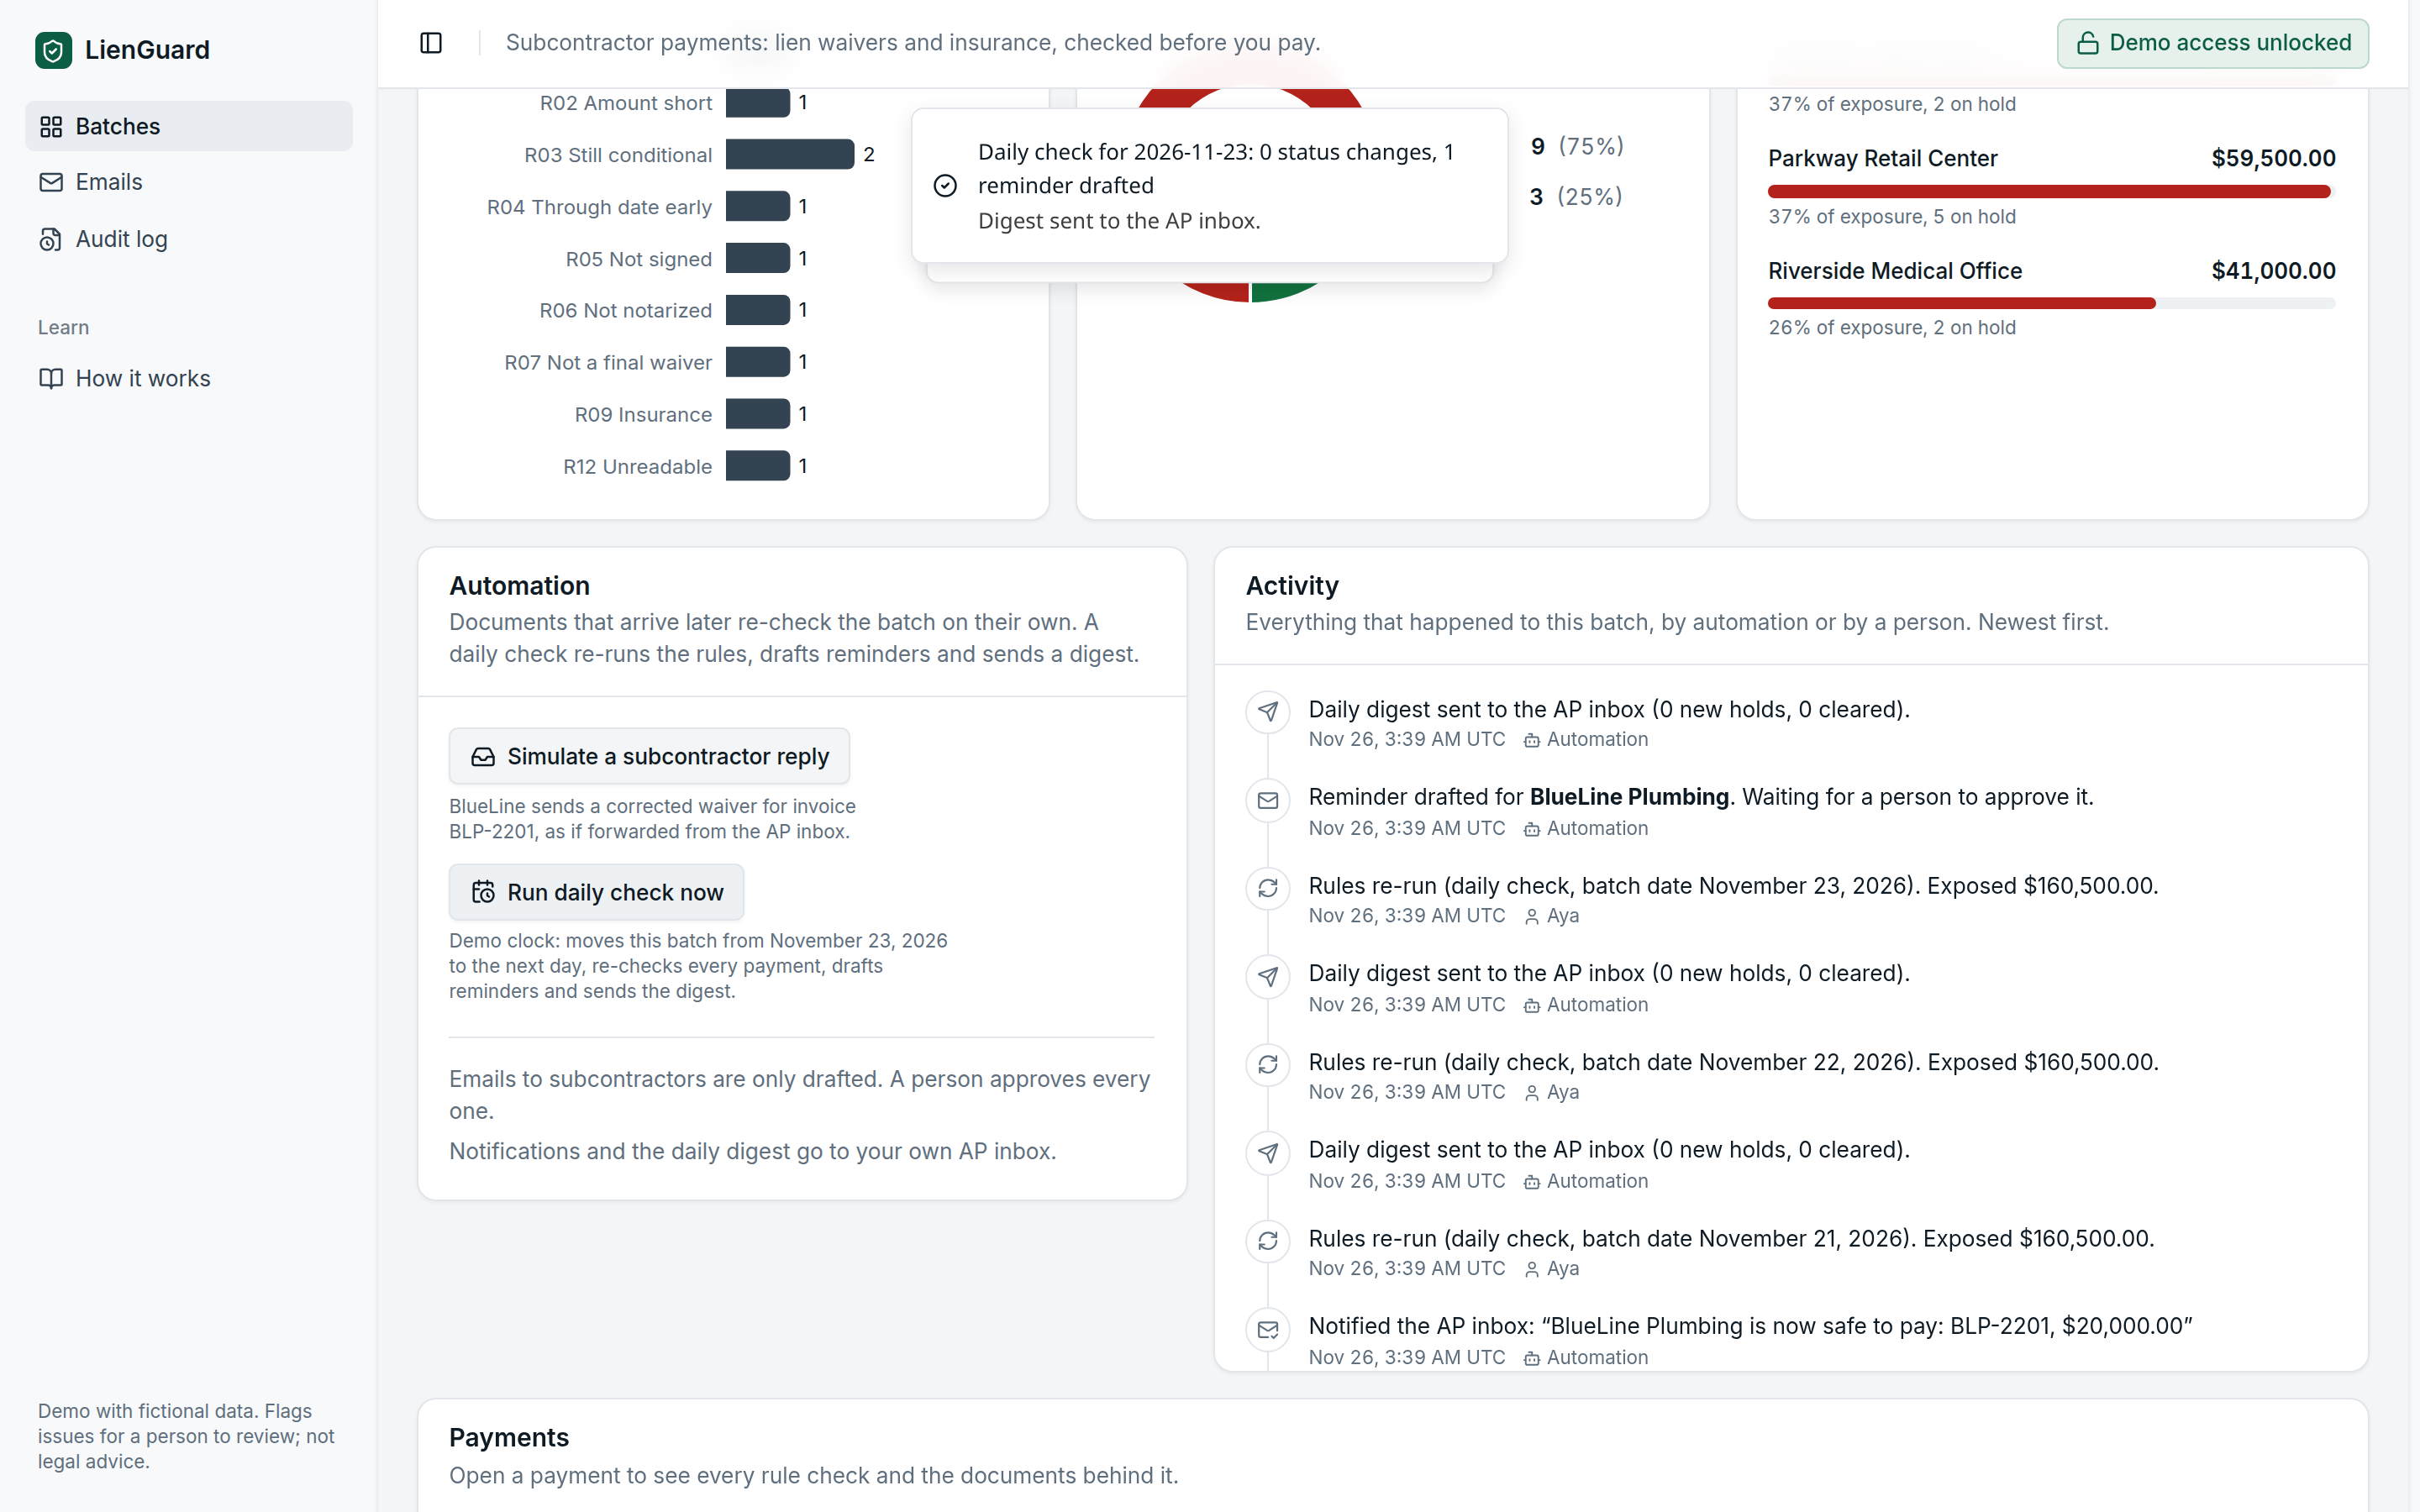 LienGuard
Batches
Emails
Audit log
Learn
How it works
Demo with fictional data. Flags
issues for a person to review; not
legal advice.
Subcontractor payments: lien waivers and insurance, checked before you pay.
Demo access unlocked
R02 Amount short 1
R03 Still conditional 2
R04 Through date early 1
R05 Not signed 1
R06 Not notarized 1
R07 Not a final waiver 1
R09 Insurance 1
R12 Unreadable 1
Daily check for 2026-11-23: 0 status changes, 1
reminder drafted
Digest sent to the AP inbox.
9 (75%)
3 (25%)
37% of exposure, 2 on hold
Parkway Retail Center $59,500.00
37% of exposure, 5 on hold
Riverside Medical Office $41,000.00
26% of exposure, 2 on hold
Automation
Documents that arrive later re-check the batch on their own. A
daily check re-runs the rules, drafts reminders and sends a digest.
Simulate a subcontractor reply
BlueLine sends a corrected waiver for invoice
BLP-2201, as if forwarded from the AP inbox.
Run daily check now
Demo clock: moves this batch from November 23, 2026
to the next day, re-checks every payment, drafts
reminders and sends the digest.
Emails to subcontractors are only drafted. A person approves every
one.
Notifications and the daily digest go to your own AP inbox.
Activity
Everything that happened to this batch, by automation or by a person. Newest first.
Daily digest sent to the AP inbox (0 new holds, 0 cleared).
Nov 26, 3:39 AM UTC Automation
Reminder drafted for BlueLine Plumbing. Waiting for a person to approve it.
Nov 26, 3:39 AM UTC Automation
Rules re-run (daily check, batch date November 23, 2026). Exposed $160,500.00.
Nov 26, 3:39 AM UTC Aya
Daily digest sent to the AP inbox (0 new holds, 0 cleared).
Nov 26, 3:39 AM UTC Automation
Rules re-run (daily check, batch date November 22, 2026). Exposed $160,500.00.
Nov 26, 3:39 AM UTC Aya
Daily digest sent to the AP inbox (0 new holds, 0 cleared).
Nov 26, 3:39 AM UTC Automation
Rules re-run (daily check, batch date November 21, 2026). Exposed $160,500.00.
Nov 26, 3:39 AM UTC Aya
Notified the AP inbox: “BlueLine Plumbing is now safe to pay: BLP-2201, $20,000.00”
Nov 26, 3:39 AM UTC Automation
Payments
Open a payment to see every rule check and the documents behind it.